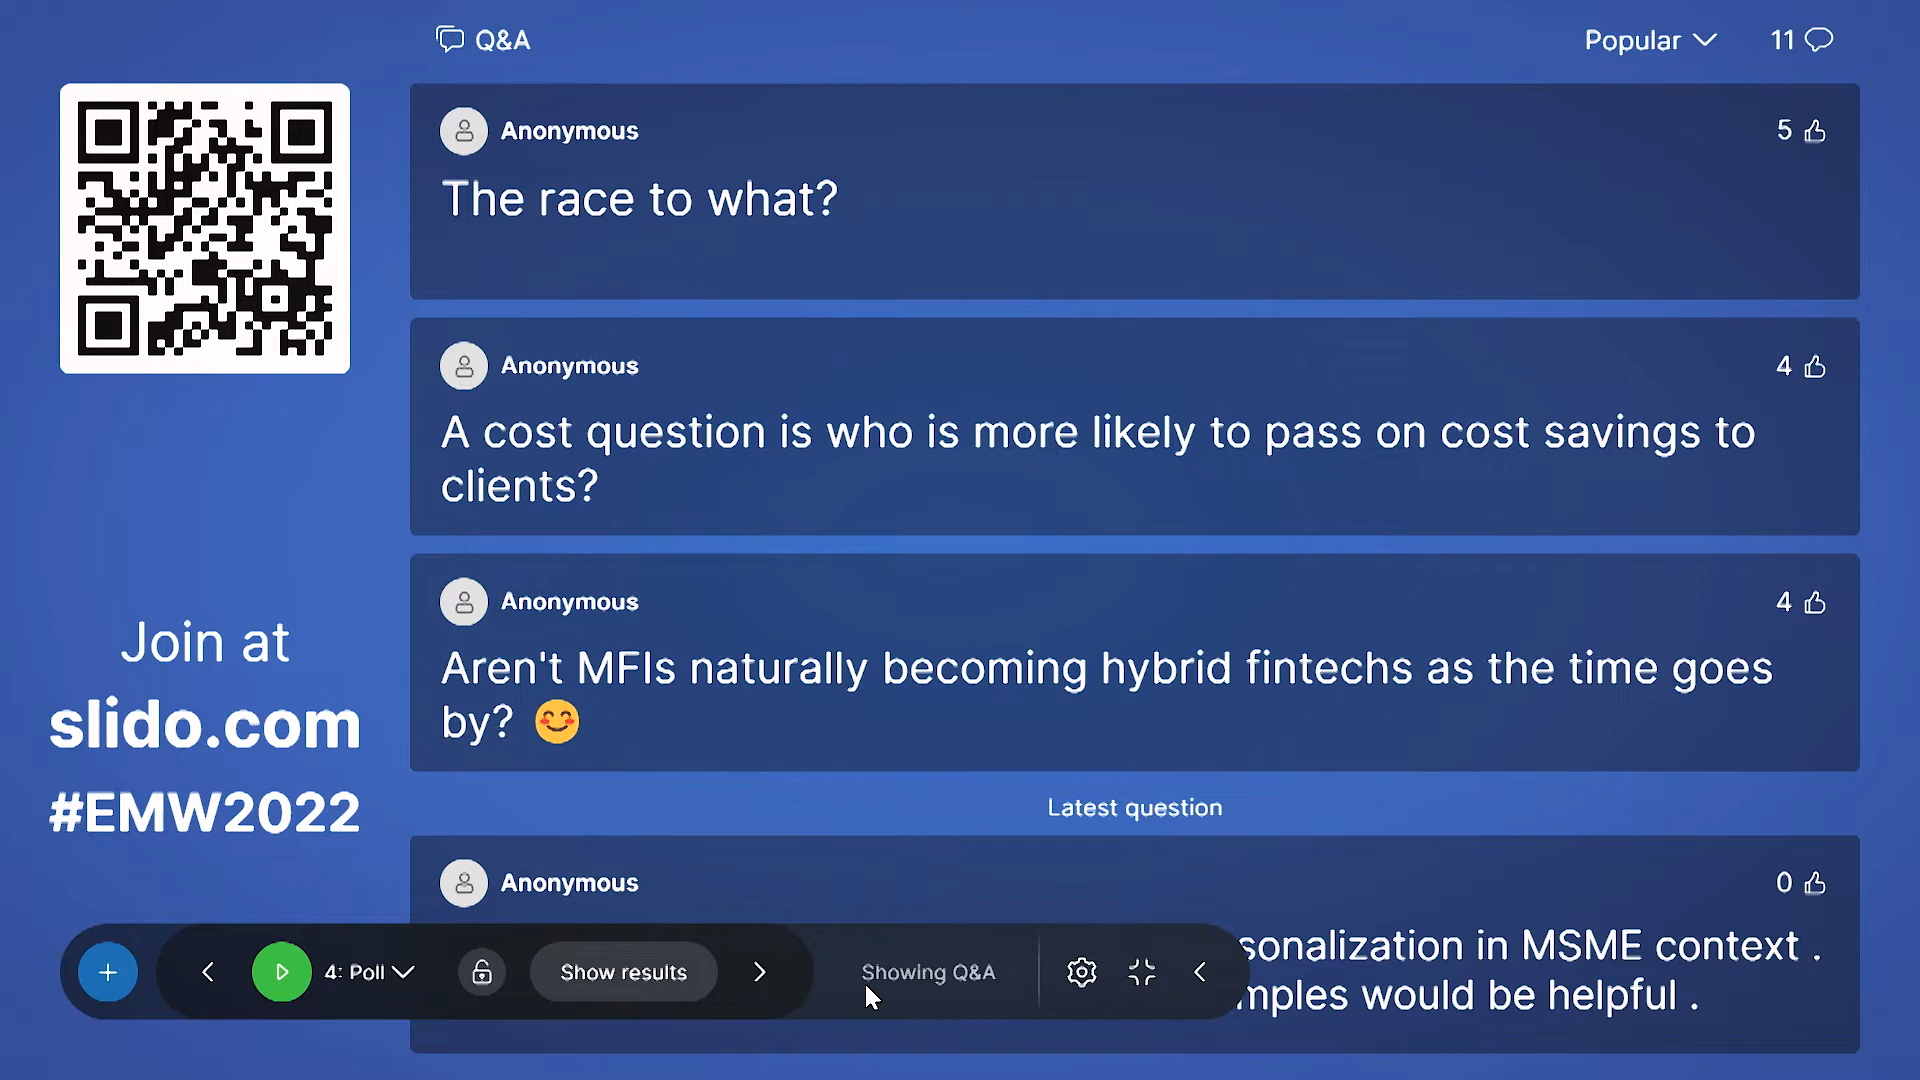 Q&A
Popular
11
Anonymous
5
The race to what?
Anonymous
4
A cost question is who is more likely to pass on cost savings to
clients?
Anonymous
4
Aren't MFIs naturally becoming hybrid fintechs as the time goes
by? 😊
Latest question
Anonymous
0
context .
would be helpful .
Join at
slido.com
#EMW2022
4: Poll
Show results
Showing Q&A
in MSME